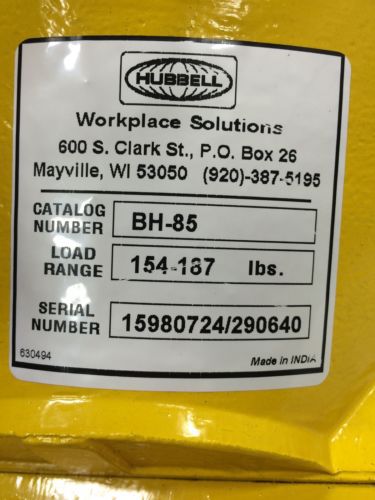 HUBBELL
Workplace Solutions
600 S. Clark St., P.O. Box 26
Mayville, WI 53050 (920)-387-5195
CATALOG NUMBER BH-85
LOAD RANGE 154-187 lbs.
SERIAL NUMBER 15980724/290640
630494 Made in INDIA